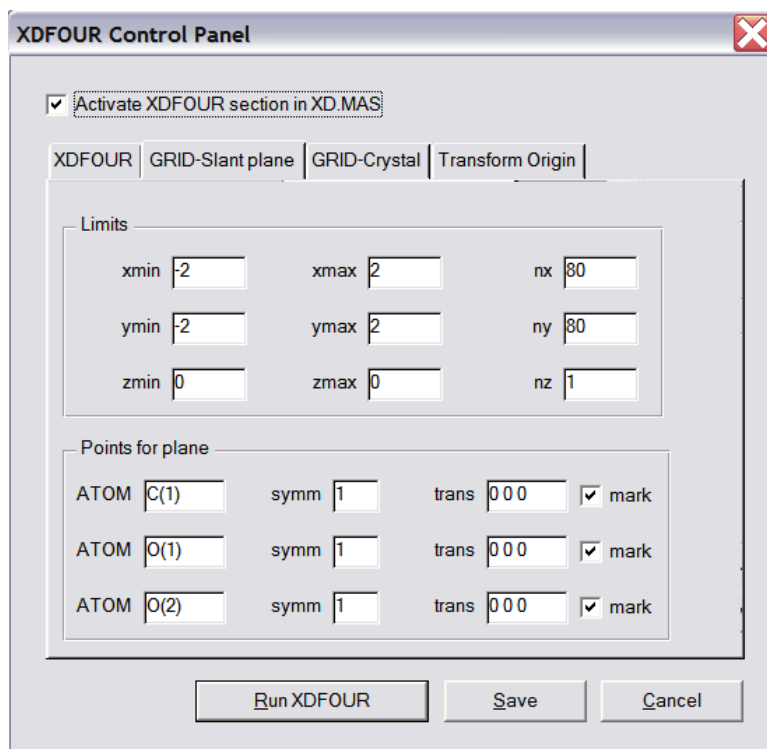 XDFOUR Control Panel
Activate XDFOUR section in XD.MAS
XDFOUR GRID-Slant plane GRID-Crystal Transform Origin
Limits
xmin -2 xmax 2 nx 80
ymin -2 ymax 2 ny 80
zmin 0 zmax 0 nz 1
Points for plane
ATOM C(1) symm 1 trans 0 0 0 mark
ATOM O(1) symm 1 trans 0 0 0 mark
ATOM O(2) symm 1 trans 0 0 0 mark
Run XDFOUR Save Cancel